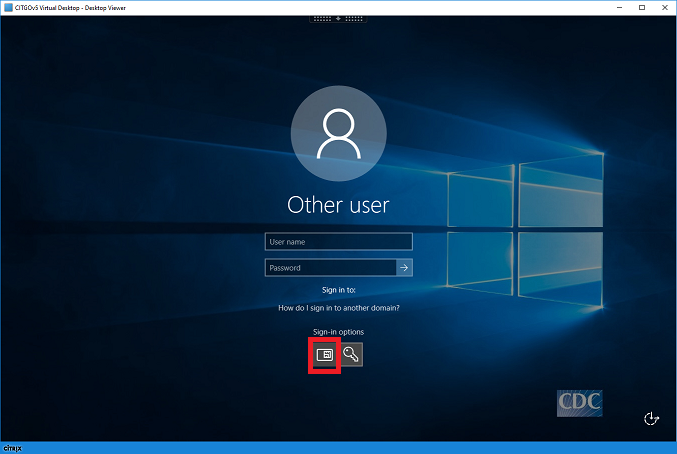 CITGOv5 Virtual Desktop - Desktop Viewer
Other user
User name
Password
Sign in to:
How do I sign in to another domain?
Sign-in options
CDC
citrix